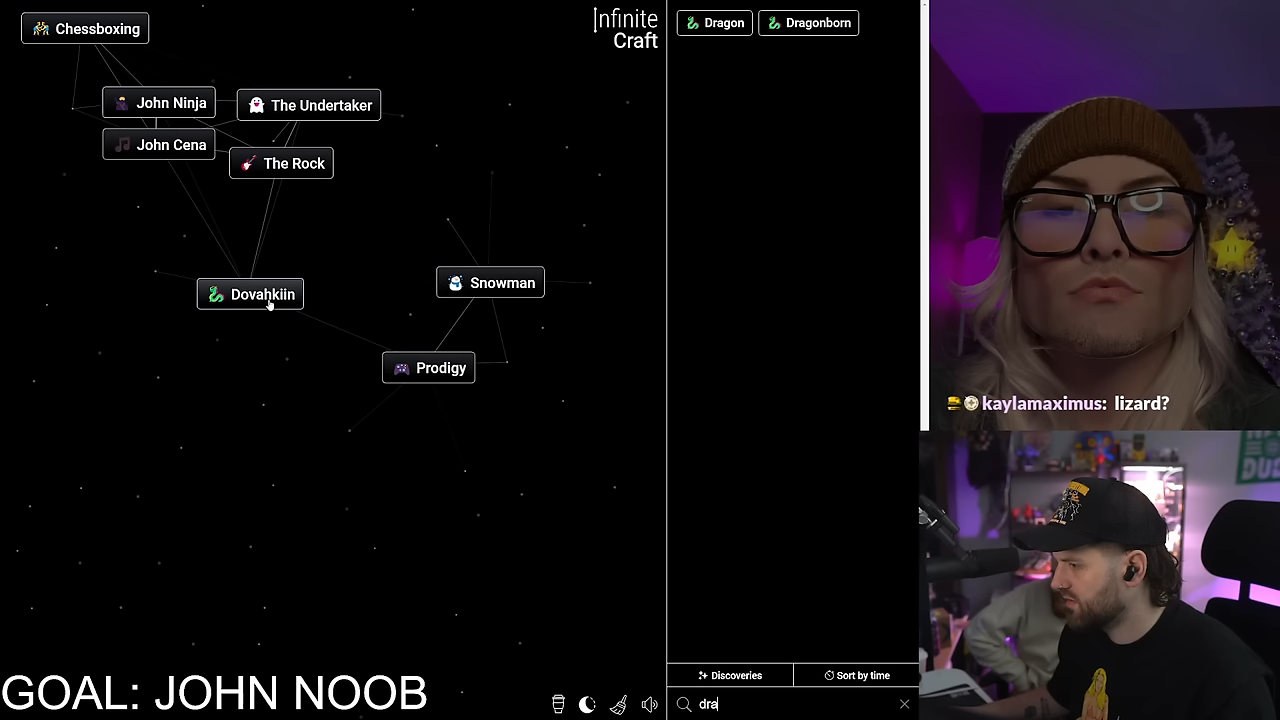 Chessboxing
Infinite
Craft
Dragon
Dragonborn
John Ninja
The Undertaker
John Cena
The Rock
Dovahkiin
Snowman
Prodigy
kaylamaximus: lizard?
Discoveries
Sort by time
dra
GOAL: JOHN NOOB